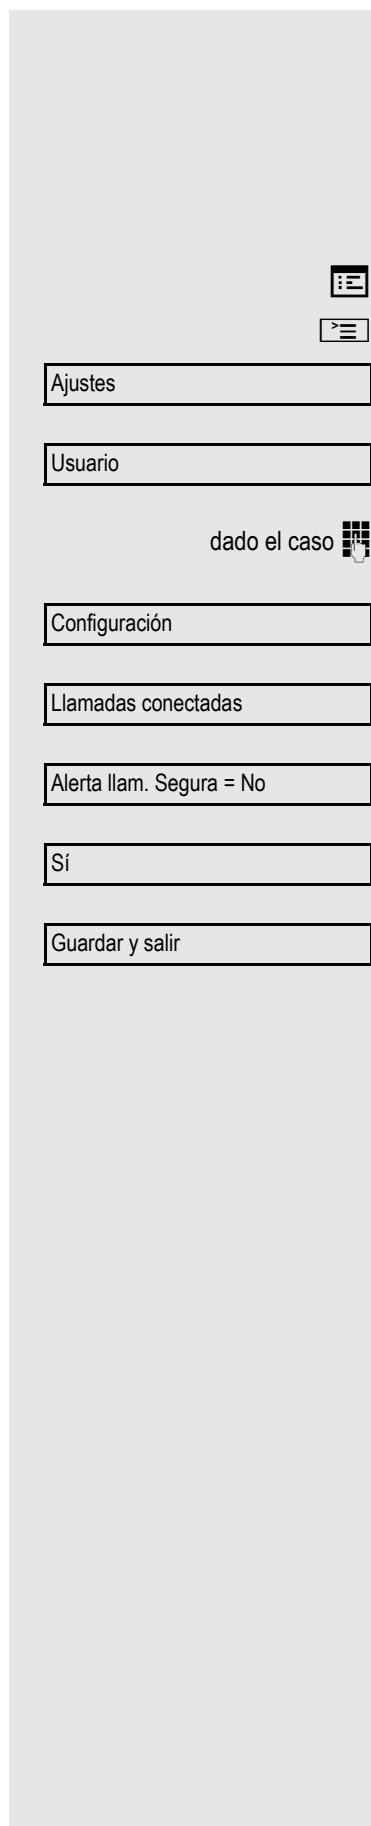 Ajustes
Usuario
dado el caso
Configuración
Llamadas conectadas
Alerta llam. Segura = No
Sí
Guardar y salir